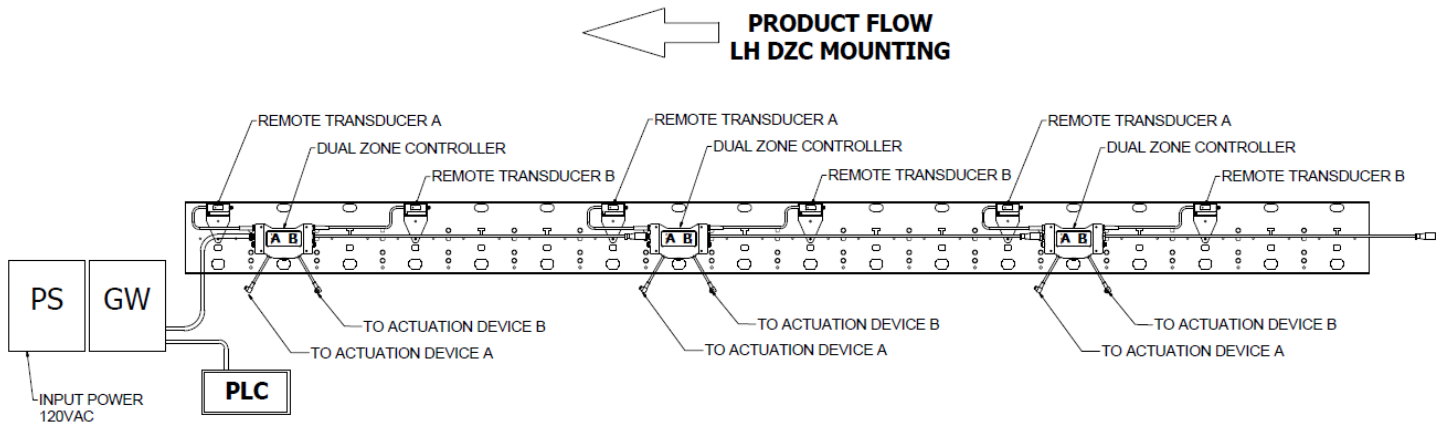 PRODUCT FLOW
LH DZC MOUNTING
REMOTE TRANSDUCER A
DUAL ZONE CONTROLLER
REMOTE TRANSDUCER B
REMOTE TRANSDUCER A
DUAL ZONE CONTROLLER
REMOTE TRANSDUCER B
REMOTE TRANSDUCER A
DUAL ZONE CONTROLLER
REMOTE TRANSDUCER B
A B
A B
A B
PS
GW
TO ACTUATION DEVICE B
TO ACTUATION DEVICE A
TO ACTUATION DEVICE B
TO ACTUATION DEVICE A
TO ACTUATION DEVICE B
TO ACTUATION DEVICE A
PLC
INPUT POWER
120VAC